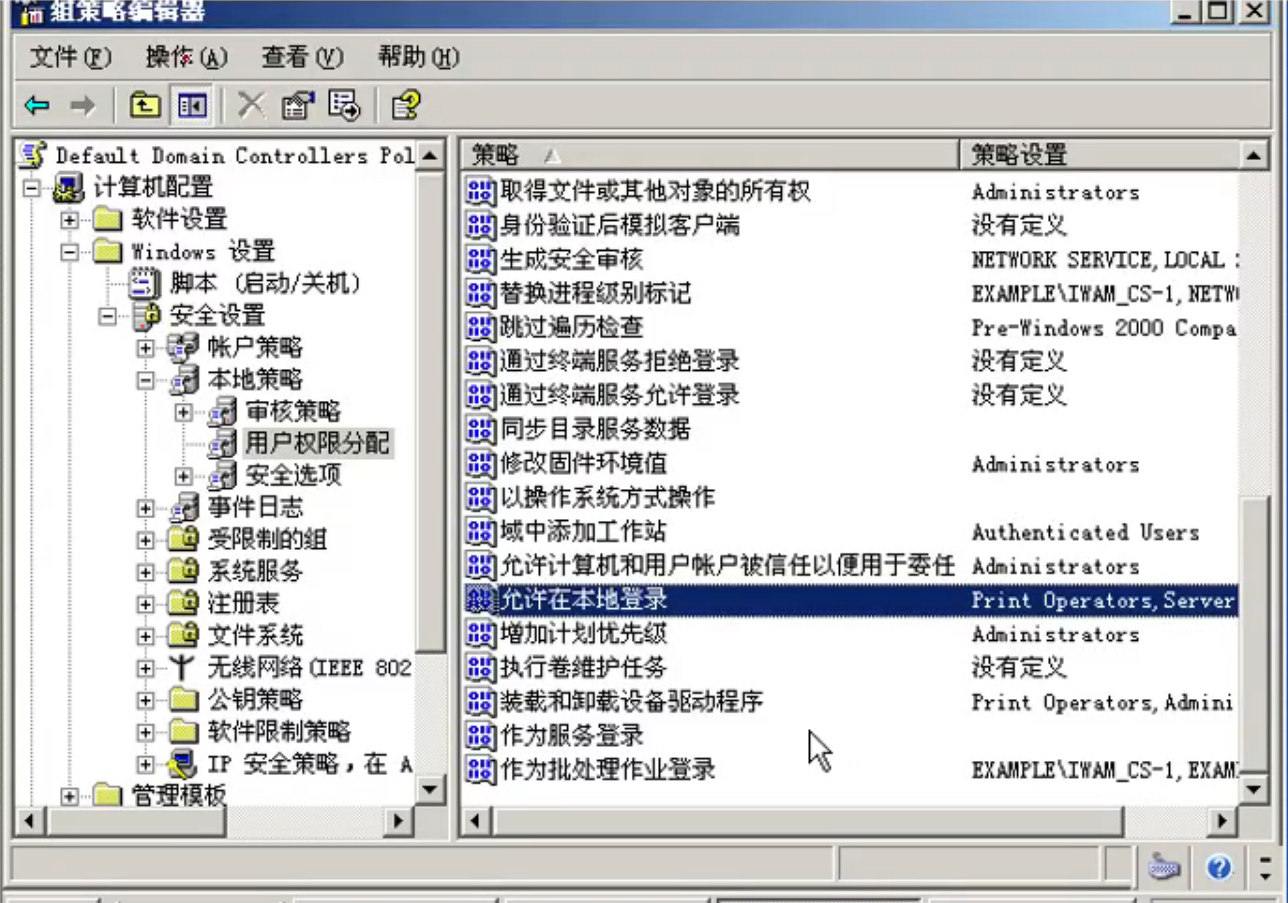 组策略编辑器
文件(F) 操作(A) 查看(V) 帮助(H)
Default Domain Controllers Pol
计算机配置
软件设置
Windows 设置
脚本 (启动/关机)
安全设置
帐户策略
本地策略
审核策略
用户权限分配
安全选项
事件日志
受限制的组
系统服务
注册表
文件系统
无线网络(IEEE 802
公钥策略
软件限制策略
IP 安全策略，在 A
管理模板
策略 策略设置
取得文件或其他对象的所有权 Administrators
身份验证后模拟客户端 没有定义
生成安全审核 NETWORK SERVICE,LOCAL
替换进程级别标记 EXAMPLE\IWAM_CS-1,NETW
跳过遍历检查 Pre-Windows 2000 Compa
通过终端服务拒绝登录 没有定义
通过终端服务允许登录 没有定义
同步目录服务数据
修改固件环境值 Administrators
以操作系统方式操作
域中添加工作站 Authenticated Users
允许计算机和用户帐户被信任以便用于委任 Administrators
允许在本地登录 Print Operators,Server
增加计划优先级 Administrators
执行卷维护任务 没有定义
装载和卸载设备驱动程序 Print Operators,Admini
作为服务登录
作为批处理作业登录 EXAMPLE\IWAM_CS-1,EXAM